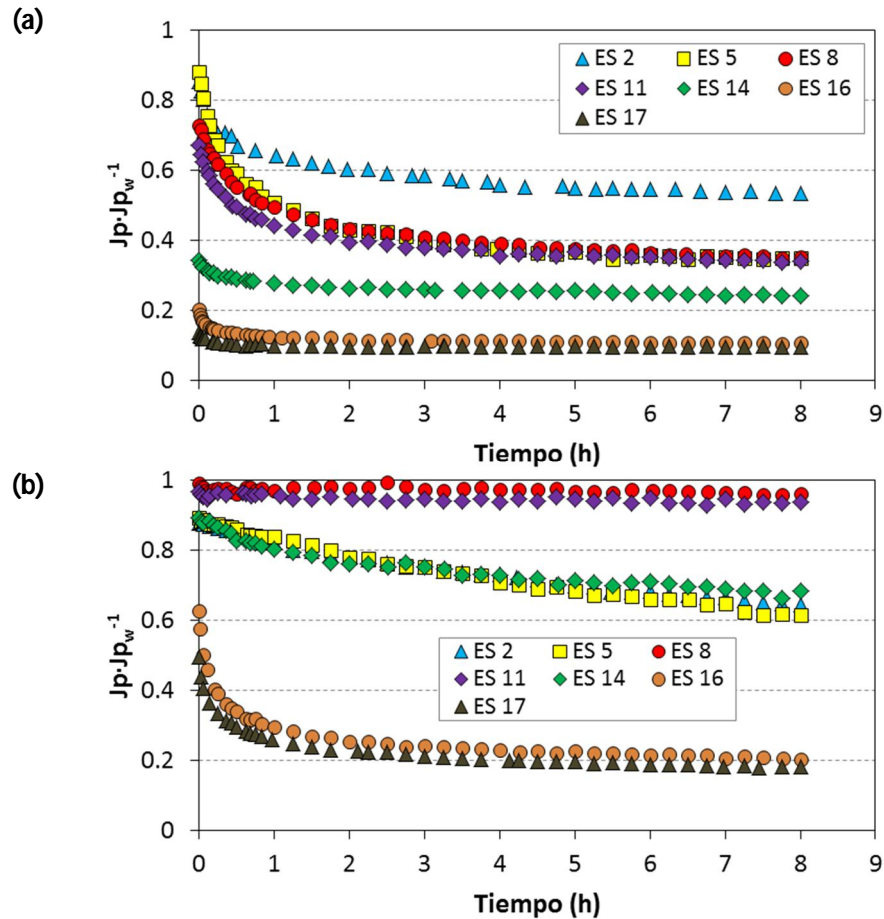 (a)
1
0.8
0.6
0.4
0.2
0
Jp·Jpw⁻¹
ES 2 ES 5 ES 8
ES 11 ES 14 ES 16
ES 17
0 1 2 3 4 5 6 7 8 9
Tiempo (h)
(b)
1
0.8
0.6
0.4
0.2
0
Jp·Jpw⁻¹
ES 2 ES 5 ES 8
ES 11 ES 14 ES 16
ES 17
0 1 2 3 4 5 6 7 8 9
Tiempo (h)